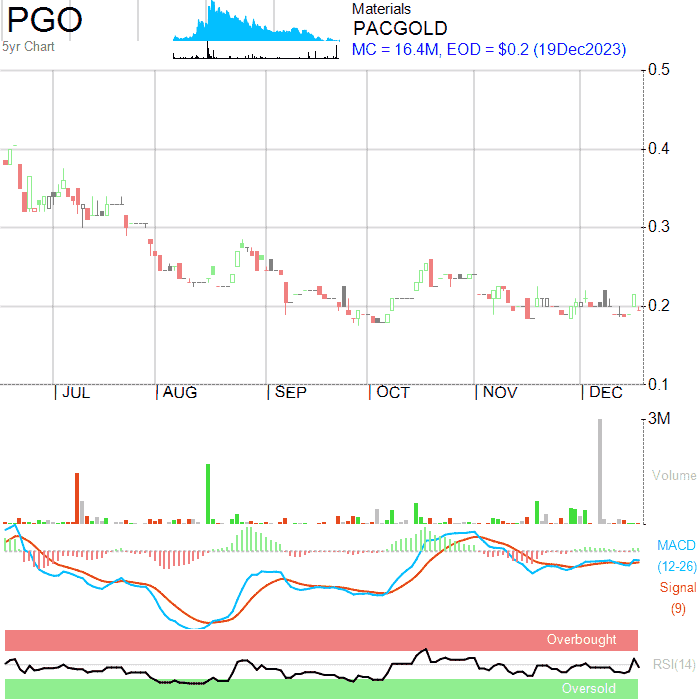 PGO
5yr Chart
Materials
PACGOLD
MC = 16.4M, EOD = $0.2 (19Dec2023)
0.5
0.4
0.3
0.2
0.1
JUL AUG SEP OCT NOV DEC
3M
Volume
MACD
(12-26)
Signal
(9)
Overbought
RSI(14)
Oversold